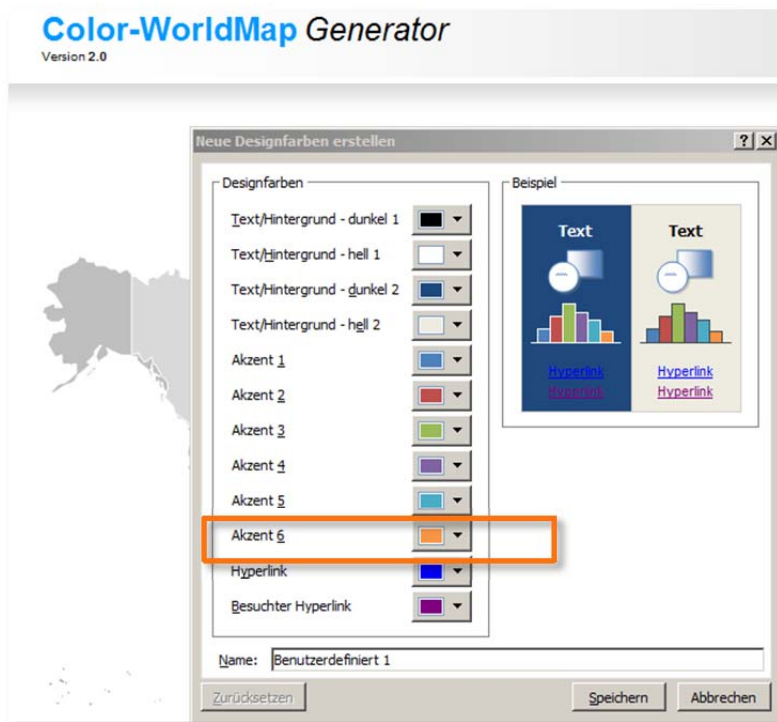 Color-WorldMap Generator
Version 2.0
Neue Designfarben erstellen
Designfarben
Text/Hintergrund - dunkel 1
Text/Hintergrund - hell 1
Text/Hintergrund - dunkel 2
Text/Hintergrund - hell 2
Akzent 1
Akzent 2
Akzent 3
Akzent 4
Akzent 5
Akzent 6
Hyperlink
Besuchter Hyperlink
Beispiel
Text Text
Hyperlink Hyperlink
Hyperlink Hyperlink
Name: Benutzerdefiniert 1
Zurücksetzen Speichern Abbrechen